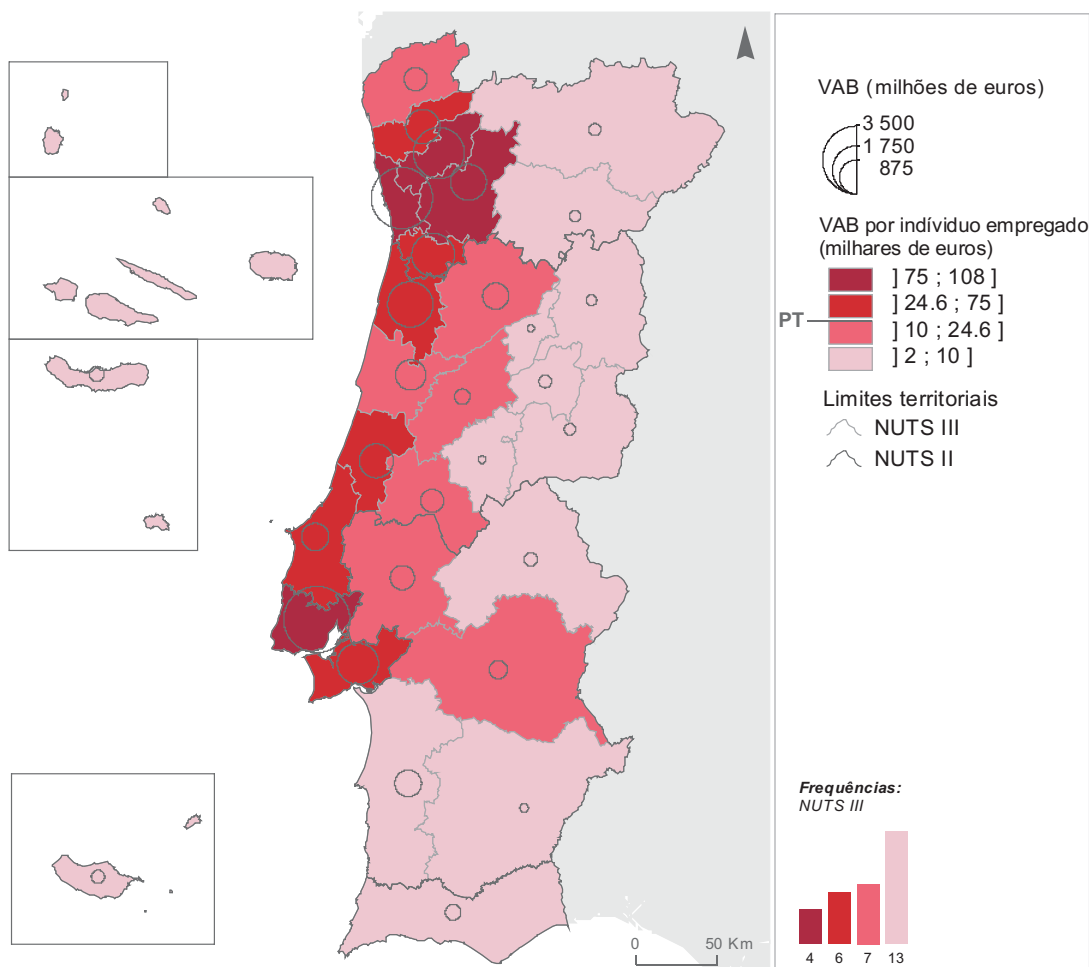 VAB (milhões de euros)
3 500
1 750
875
VAB por indíviduo empregado
(milhares de euros)
] 75 ; 108 ]
] 24.6 ; 75 ]
PT
] 10 ; 24.6 ]
] 2 ; 10 ]
Limites territoriais
NUTS III
NUTS II
Frequências:
NUTS III
4 6 7 13
0 50 Km